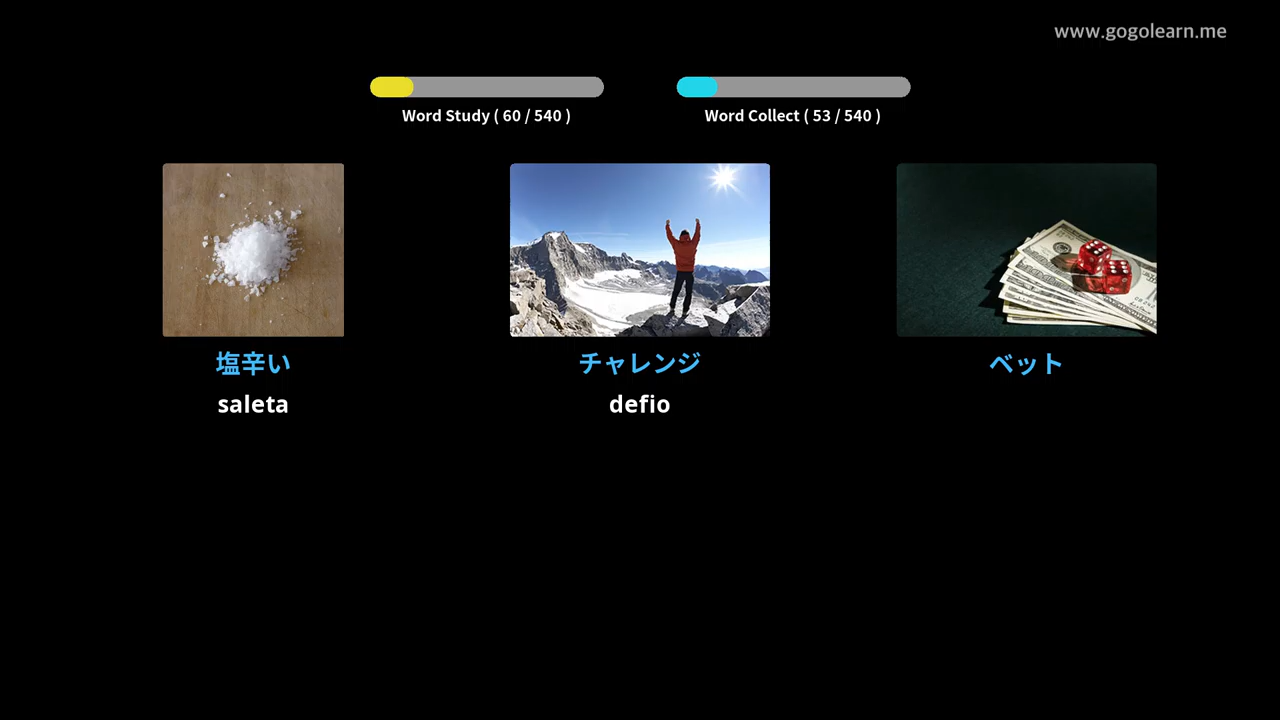 www.gogolearn.me
Word Study ( 60 / 540 )
Word Collect ( 53 / 540 )
塩辛い
saleta
チャレンジ
defio
ベット